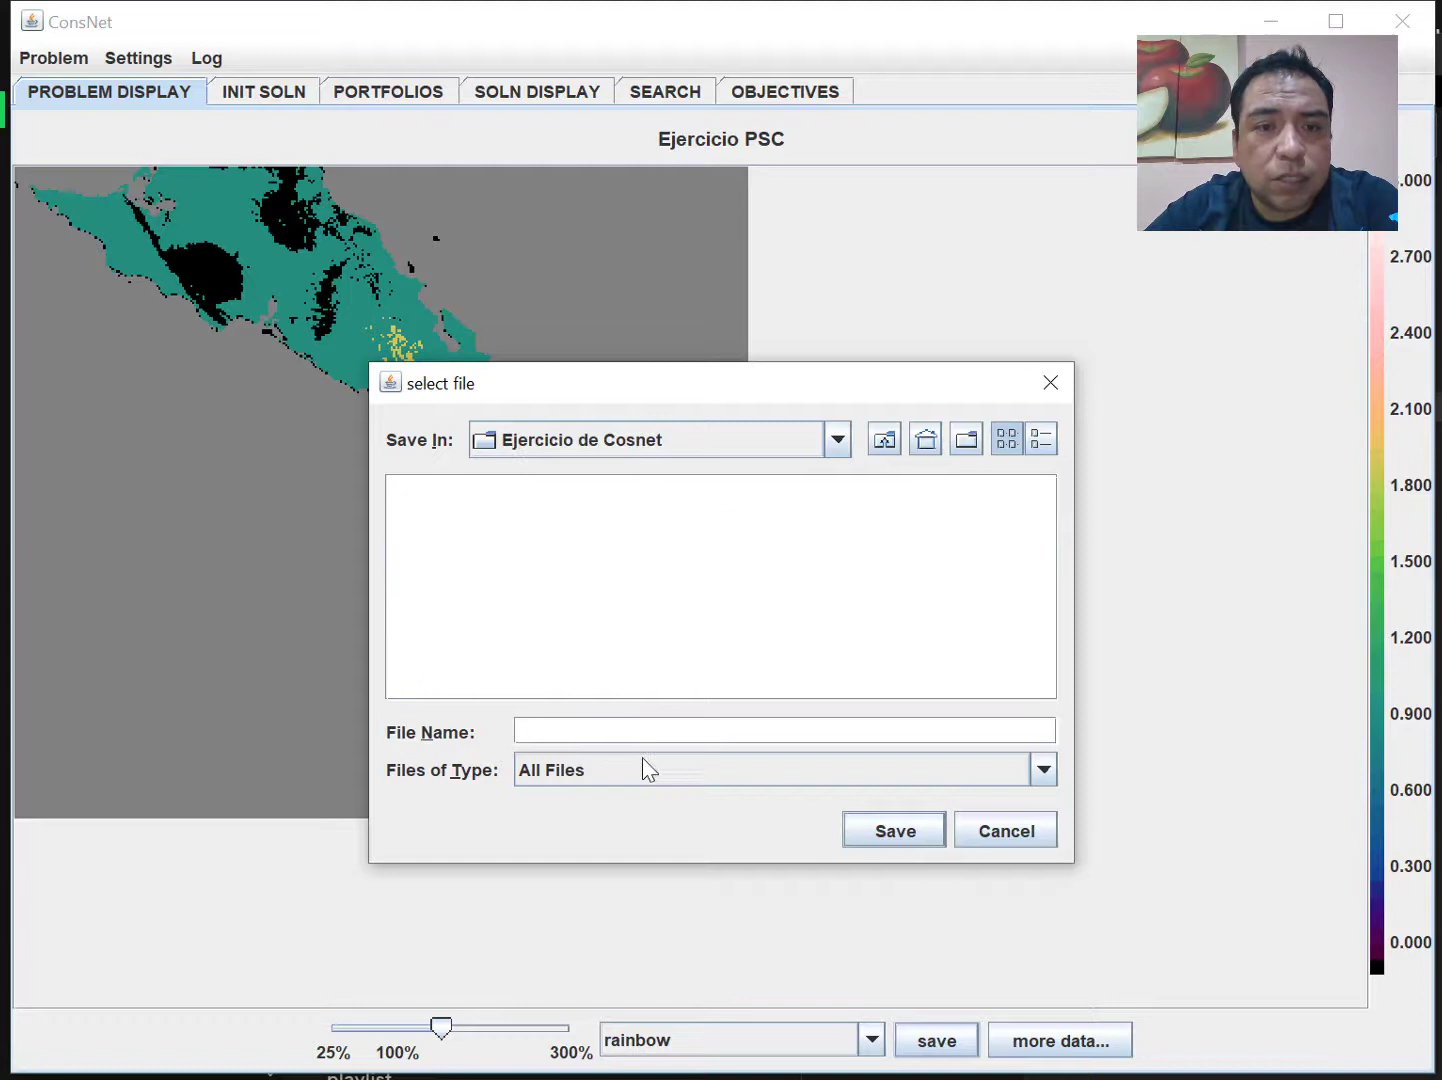 ConsNet
Problem Settings Log
PROBLEM DISPLAY INIT SOLN PORTFOLIOS SOLN DISPLAY SEARCH OBJECTIVES
Ejercicio PSC
.000
2.700
2.400
2.100
1.800
1.500
1.200
0.900
0.600
0.300
0.000
select file
Save In: Ejercicio de Cosnet
File Name:
Files of Type: All Files
Save Cancel
25% 100% 300%
rainbow
save
more data...
playlist